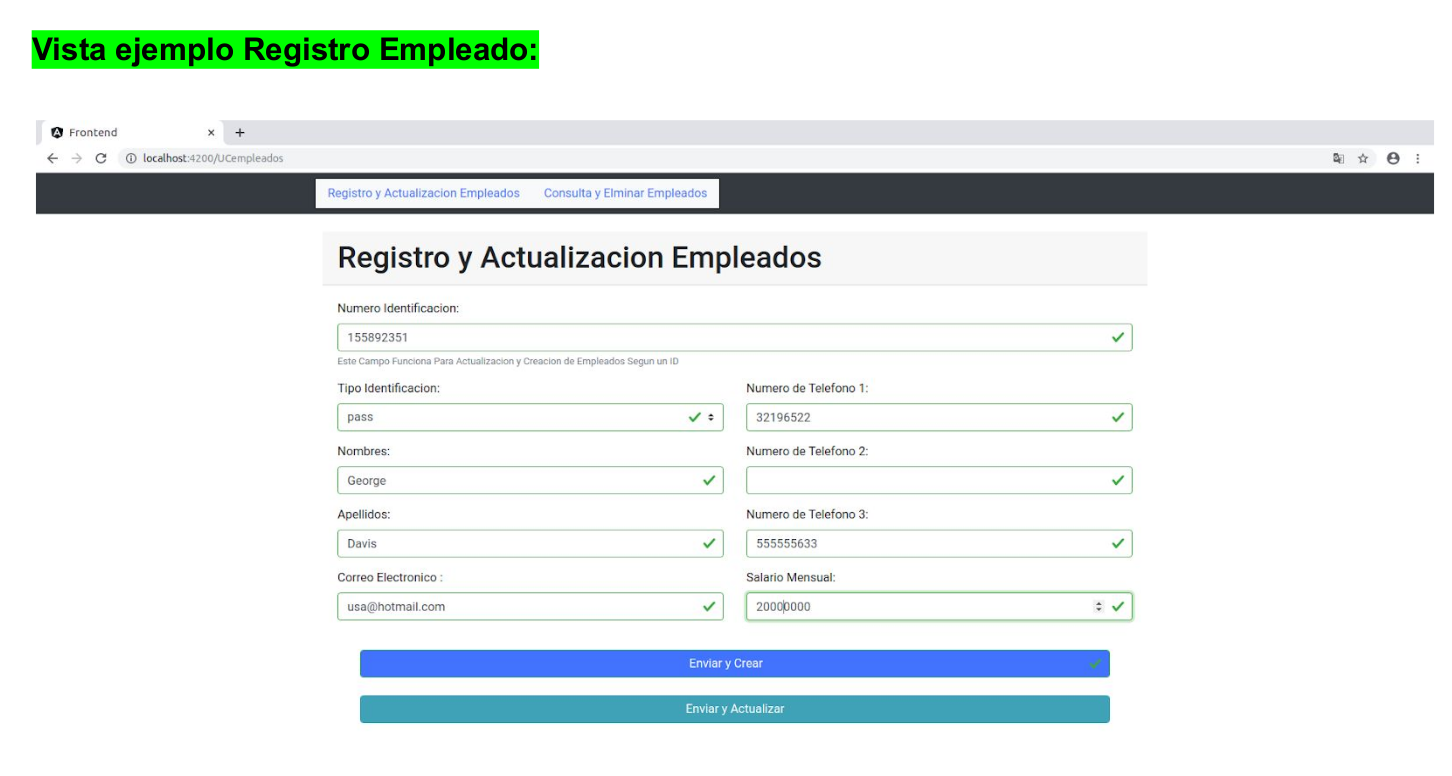 Vista ejemplo Registro Empleado:
Frontend
localhost:4200/UCempleados
Registro y Actualizacion Empleados Consulta y Elminar Empleados
Registro y Actualizacion Empleados
Numero Identificacion:
155892351
Este Campo Funciona Para Actualizacion y Creacion de Empleados Segun un ID
Tipo Identificacion:
pass
Numero de Telefono 1:
32196522
Nombres:
George
Numero de Telefono 2:
Apellidos:
Davis
Numero de Telefono 3:
555555633
Correo Electronico :
usa@hotmail.com
Salario Mensual:
20000000
Enviar y Crear
Enviar y Actualizar